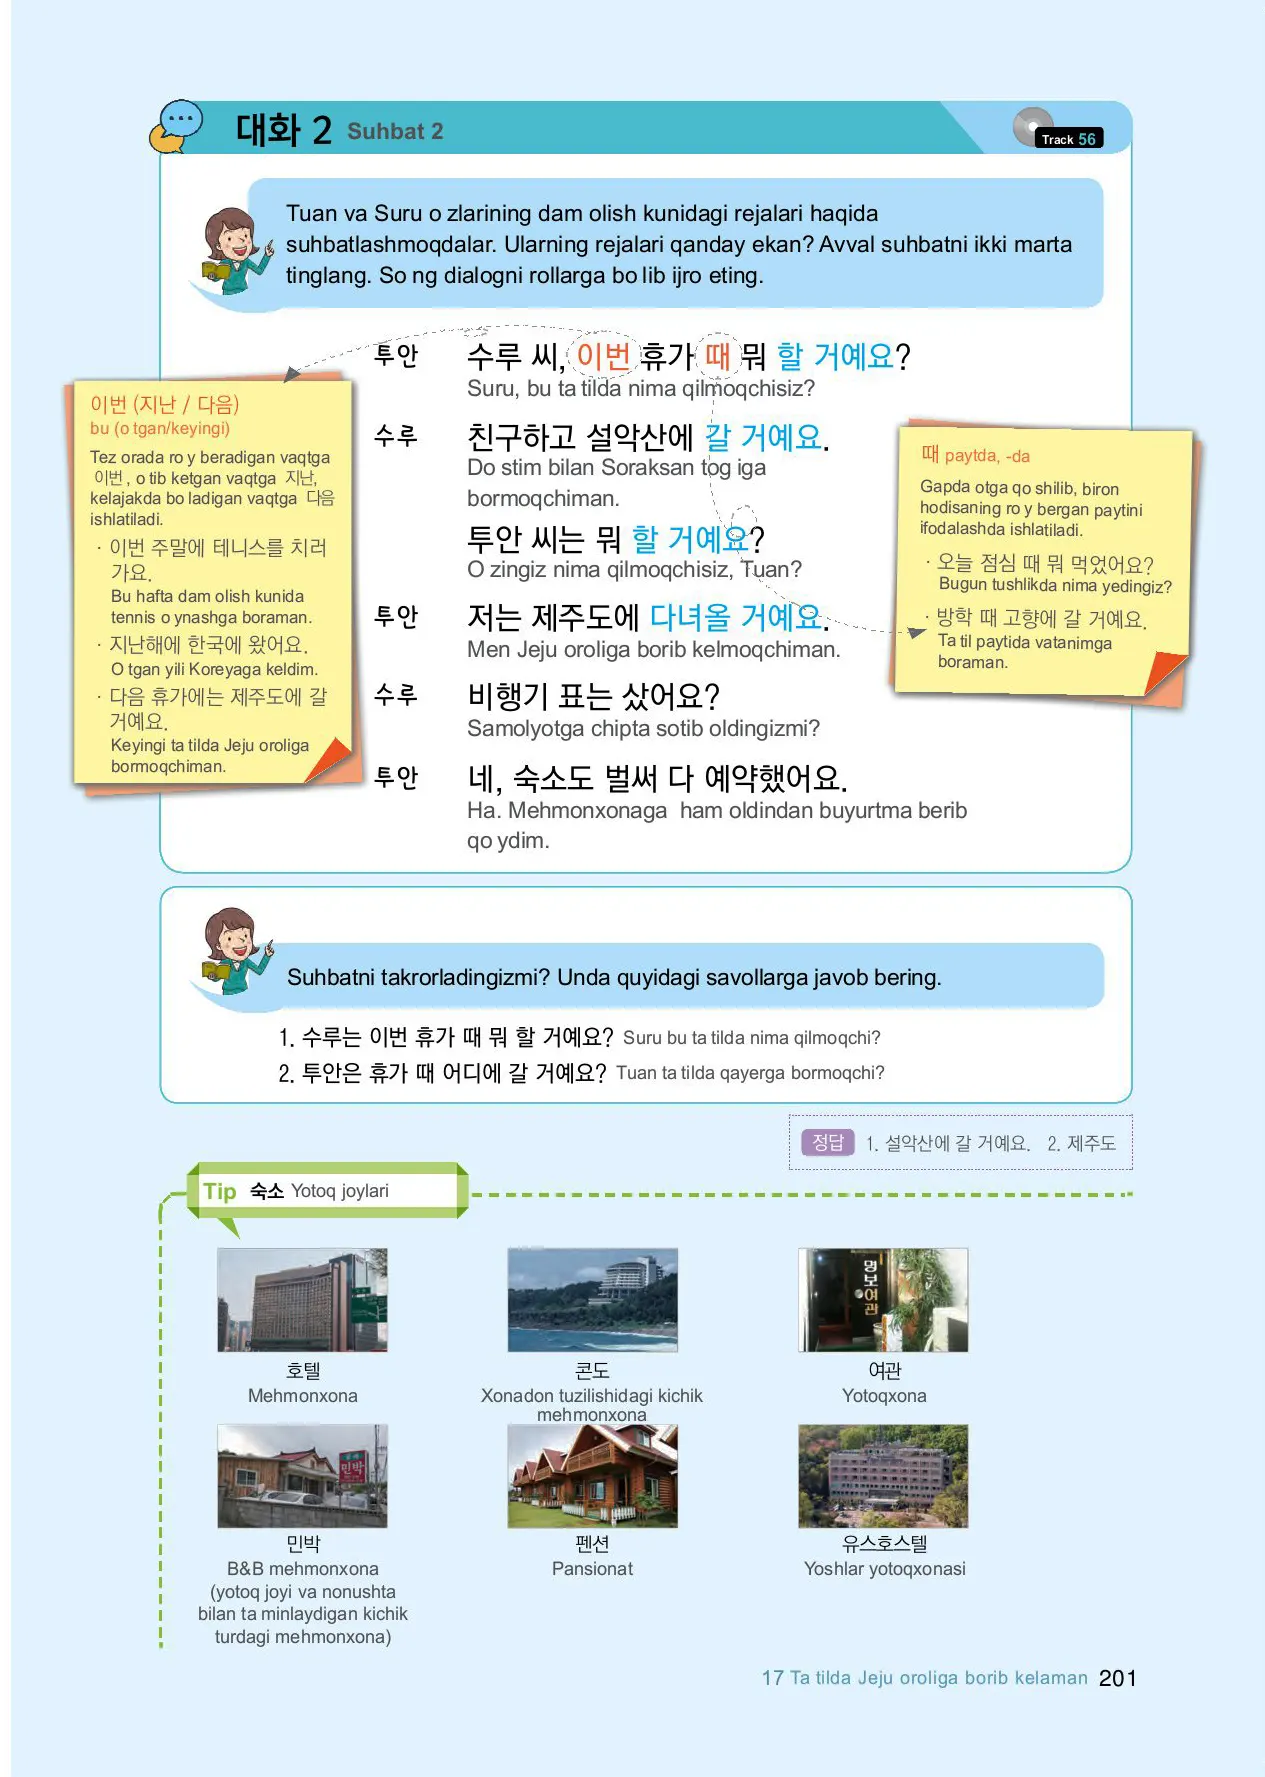 대화 2 Suhbat 2
Track 56
Tuan va Suru o zlarining dam olish kunidagi rejalari haqida
suhbatlashmoqdalar. Ularning rejalari qanday ekan? Avval suhbatni ikki marta
tinglang. So ng dialogni rollarga bo lib ijro eting.
투안 수루 씨, 이번 휴가 때 뭐 할 거예요?
Suru, bu ta tilda nima qilmoqchisiz?
수루 친구하고 설악산에 갈 거예요.
Do stim bilan Soraksan tog iga
bormoqchiman.
투안 씨는 뭐 할 거예요?
O zingiz nima qilmoqchisiz, Tuan?
투안 저는 제주도에 다녀올 거예요.
Men Jeju oroliga borib kelmoqchiman.
수루 비행기 표는 샀어요?
Samolyotga chipta sotib oldingizmi?
투안 네, 숙소도 벌써 다 예약했어요.
Ha. Mehmonxonaga ham oldindan buyurtma berib
qo ydim.
이번 (지난 / 다음)
bu (o tgan/keyingi)
Tez orada ro y beradigan vaqtga
이번, o tib ketgan vaqtga 지난,
kelajakda bo ladigan vaqtga 다음
ishlatiladi.
· 이번 주말에 테니스를 치러
가요.
Bu hafta dam olish kunida
tennis o ynashga boraman.
· 지난해에 한국에 왔어요.
O tgan yili Koreyaga keldim.
· 다음 휴가에는 제주도에 갈
거예요.
Keyingi ta tilda Jeju oroliga
bormoqchiman.
때 paytda, -da
Gapda otga qo shilib, biron
hodisaning ro y bergan paytini
ifodalashda ishlatiladi.
· 오늘 점심 때 뭐 먹었어요?
Bugun tushlikda nima yedingiz?
· 방학 때 고향에 갈 거예요.
Ta til paytida vatanimga
boraman.
Suhbatni takrorladingizmi? Unda quyidagi savollarga javob bering.
1. 수루는 이번 휴가 때 뭐 할 거예요? Suru bu ta tilda nima qilmoqchi?
2. 투안은 휴가 때 어디에 갈 거예요? Tuan ta tilda qayerga bormoqchi?
정답 1. 설악산에 갈 거예요. 2. 제주도
Tip 숙소 Yotoq joylari
명보여관
호텔
Mehmonxona
콘도
Xonadon tuzilishidagi kichik
mehmonxona
여관
Yotoqxona
민박
민박
B&B mehmonxona
(yotoq joyi va nonushta
bilan ta minlaydigan kichik
turdagi mehmonxona)
펜션
Pansionat
유스호스텔
Yoshlar yotoqxonasi
17 Ta tilda Jeju oroliga borib kelaman 201